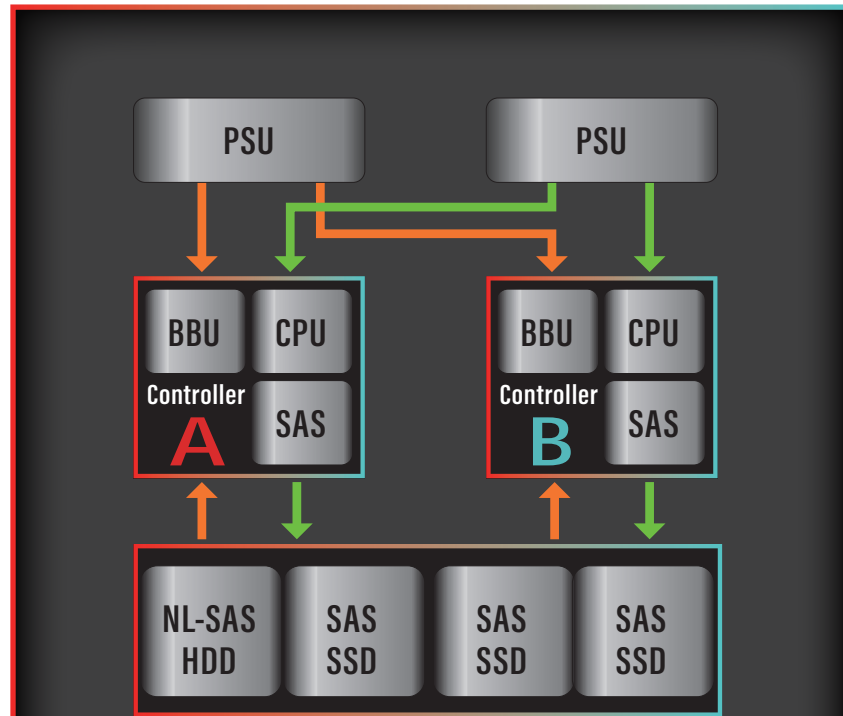 PSU
PSU
BBU
CPU
Controller
A
SAS
BBU
CPU
Controller
B
SAS
NL-SAS
HDD
SAS
SSD
SAS
SSD
SAS
SSD